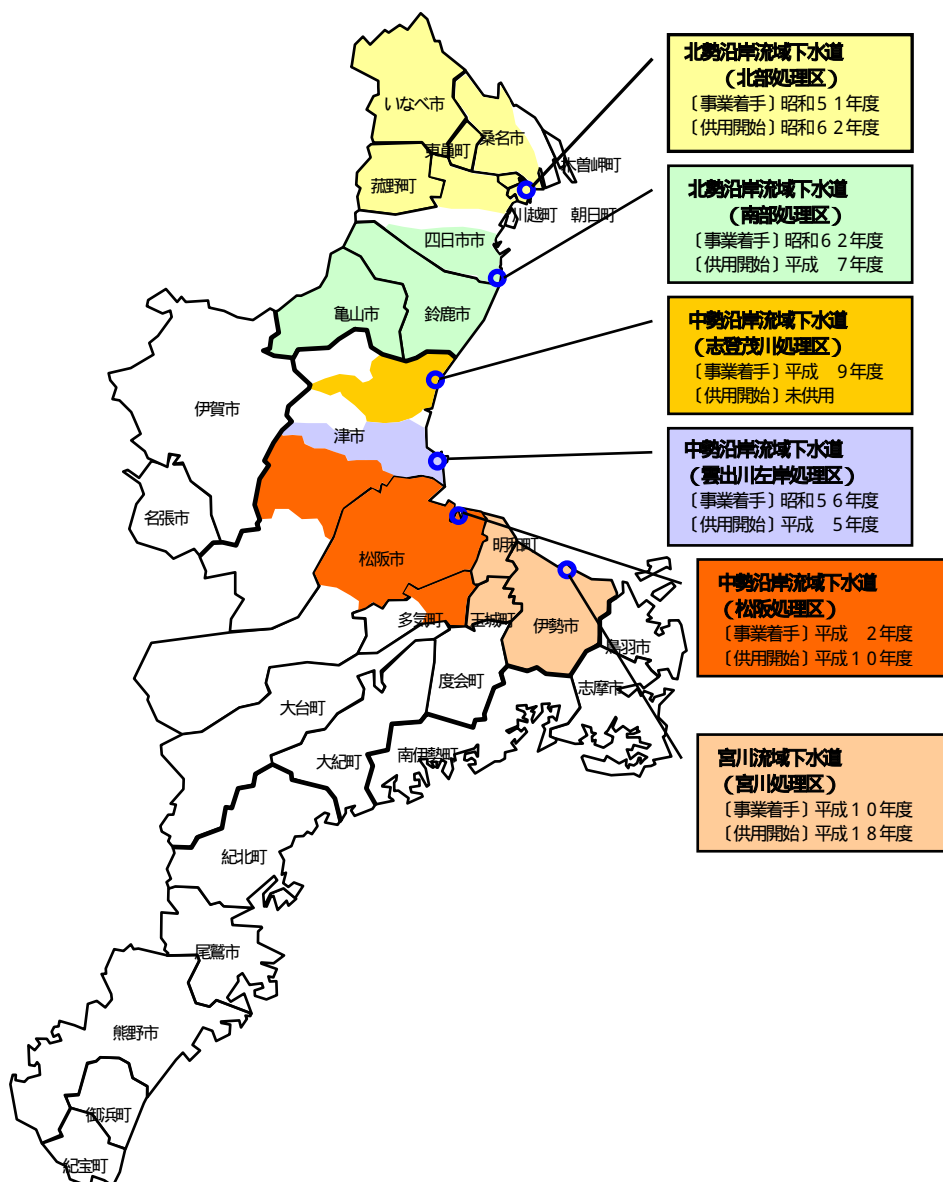 北勢沿岸流域下水道
（北部処理区）
〔事業着手〕昭和５１年度
〔供用開始〕昭和６２年度
いなべ市
桑名市
東員町
木曽岬町
菰野町
川越町　朝日町
北勢沿岸流域下水道
（南部処理区）
〔事業着手〕昭和６２年度
〔供用開始〕平成　７年度
四日市市
亀山市
鈴鹿市
中勢沿岸流域下水道
（志登茂川処理区）
〔事業着手〕平成　９年度
〔供用開始〕未供用
伊賀市
津市
中勢沿岸流域下水道
（雲出川左岸処理区）
〔事業着手〕昭和５６年度
〔供用開始〕平成　５年度
名張市
松阪市
明和町
中勢沿岸流域下水道
（松阪処理区）
〔事業着手〕平成　２年度
〔供用開始〕平成１０年度
多気町
玉城町
伊勢市
鳥羽市
度会町
志摩市
大台町
大紀町
南伊勢町
宮川流域下水道
（宮川処理区）
〔事業着手〕平成１０年度
〔供用開始〕平成１８年度
紀北町
尾鷲市
熊野市
御浜町
紀宝町